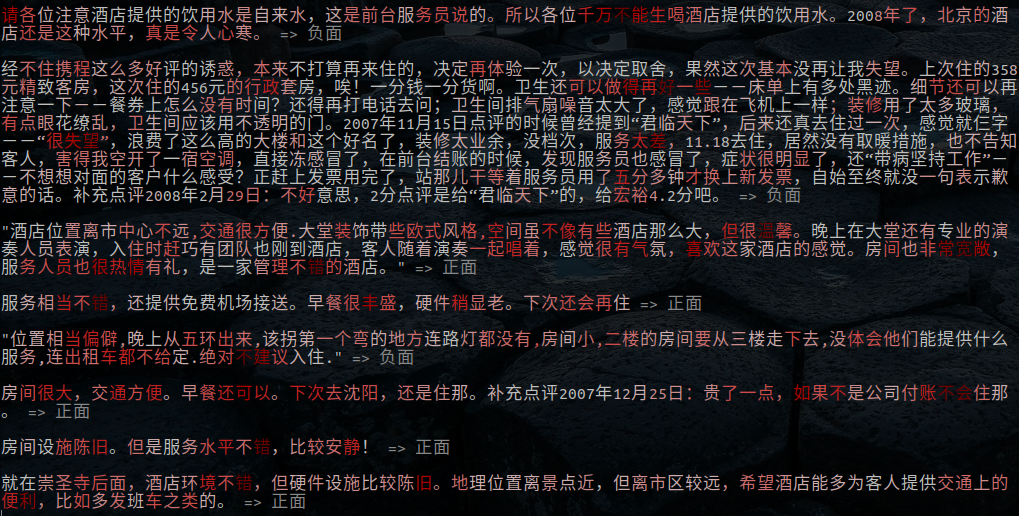 请各位注意酒店提供的饮用水是自来水，这是前台服务员说的。所以各位千万不能生喝酒店提供的饮用水。2008年了，北京的酒
店还是这种水平，真是令人心寒。 => 负面
经不住携程这么多好评的诱惑，本来不打算再来住的，决定再体验一次，以决定取舍，果然这次基本没再让我失望。上次住的358
元精致客房，这次住的456元的行政套房，唉！一分钱一分货啊。卫生还可以做得再好一些－－床单上有多处黑迹。细节还可以再
注意一下－－餐券上怎么没有时间？还得再打电话去问；卫生间排气扇噪音太大了，感觉跟在飞机上一样；装修用了太多玻璃，
有点眼花缭乱，卫生间应该用不透明的门。2007年11月15日点评的时候曾经提到“君临天下”，后来还真去住过一次，感觉就仨字
－－“很失望”，浪费了这么高的大楼和这个好名了，装修太业余，没档次，服务太差，11.18去住，居然没有取暖措施，也不告知
客人，害得我空开了一宿空调，直接冻感冒了，在前台结账的时候，发现服务员也感冒了，症状很明显了，还“带病坚持工作”－
－不想想对面的客户什么感受？正赶上发票用完了，站那儿干等着服务员用了五分多钟才换上新发票，自始至终就没一句表示歉
意的话。补充点评2008年2月29日：不好意思，2分点评是给“君临天下”的，给宏裕4.2分吧。 => 负面
"酒店位置离市中心不远,交通很方便.大堂装饰带些欧式风格,空间虽不像有些酒店那么大，但很温馨。晚上在大堂还有专业的演
奏人员表演，入住时赶巧有团队也刚到酒店，客人随着演奏一起唱着，感觉很有气氛，喜欢这家酒店的感觉。房间也非常宽敞，
服务人员也很热情有礼，是一家管理不错的酒店。" => 正面
服务相当不错，还提供免费机场接送。早餐很丰盛，硬件稍显老。下次还会再住 => 正面
"位置相当偏僻,晚上从五环出来,该拐第一个弯的地方连路灯都没有,房间小,二楼的房间要从三楼走下去,没体会他们能提供什么
服务,连出租车都不给定.绝对不建议入住." => 负面
房间很大，交通方便。早餐还可以。下次去沈阳，还是住那。补充点评2007年12月25日：贵了一点，如果不是公司付账不会住那
。 => 正面
房间设施陈旧。但是服务水平不错，比较安静！ => 正面
就在崇圣寺后面，酒店环境不错，但硬件设施比较陈旧。地理位置离景点近，但离市区较远，希望酒店能多为客人提供交通上的
便利，比如多发班车之类的。 => 正面